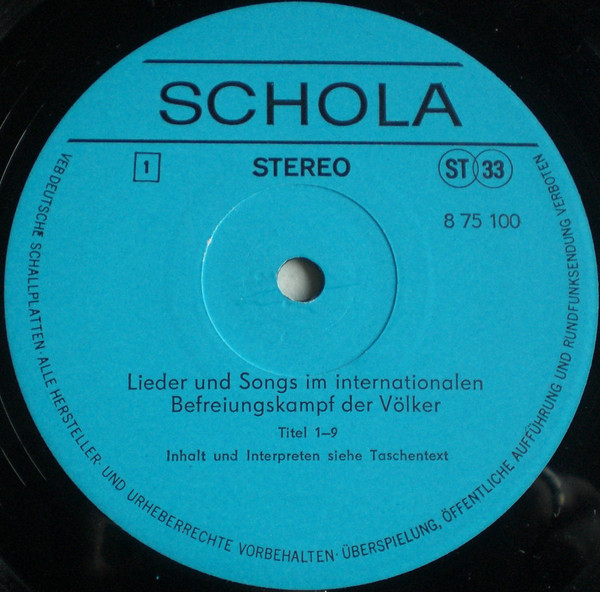 SCHOLA
1
STEREO
ST 33
8 75 100
Lieder und Songs im internationalen
Befreiungskampf der Völker
Titel 1–9
Inhalt und Interpreten siehe Taschentext
VEB DEUTSCHE SCHALLPLATTEN · ALLE HERSTELLER- UND URHEBERRECHTE VORBEHALTEN · ÜBERSPIELUNG, ÖFFENTLICHE AUFFÜHRUNG UND RUNDFUNKSENDUNG VERBOTEN